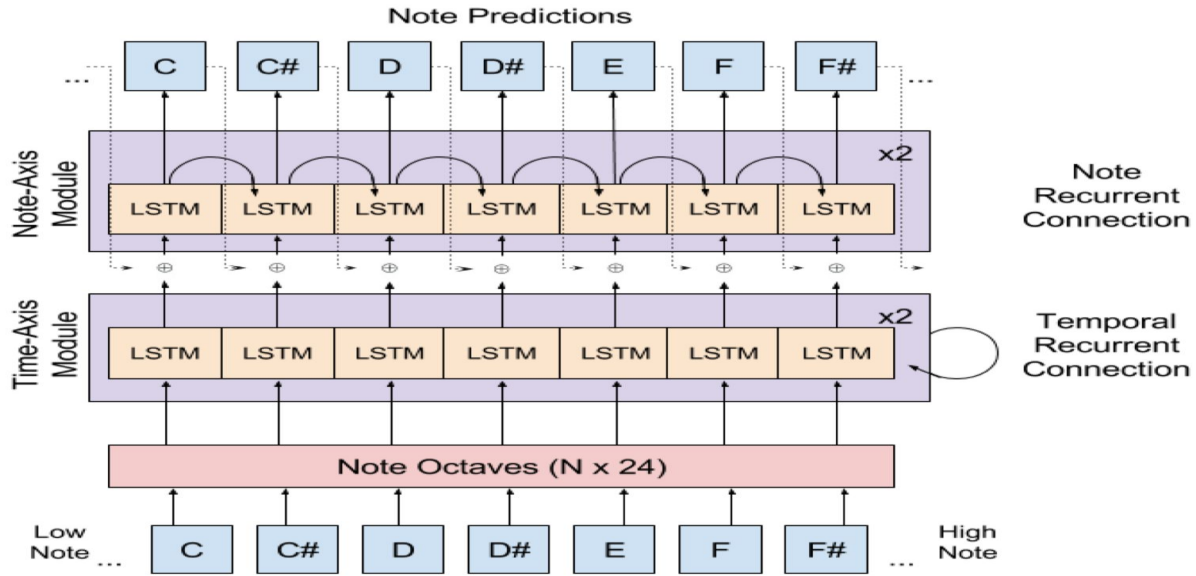 Note Predictions
... C C# D D# E F F# ...
Note-Axis
Module
x2
LSTM LSTM LSTM LSTM LSTM LSTM LSTM
Note
Recurrent
Connection
⊕ ⊕ ⊕ ⊕ ⊕ ⊕ ⊕
Time-Axis
Module
x2
LSTM LSTM LSTM LSTM LSTM LSTM LSTM
Temporal
Recurrent
Connection
Note Octaves (N x 24)
Low
Note ...
C C# D D# E F F#
... High
Note